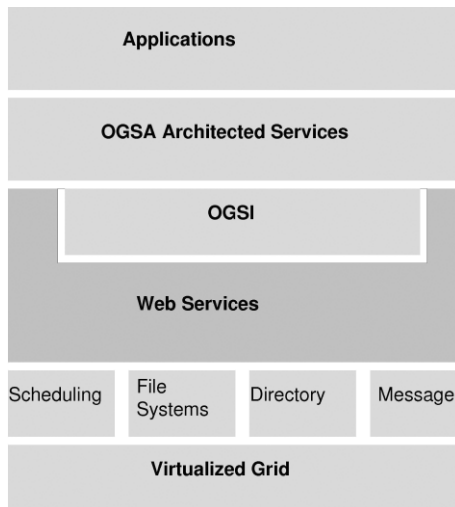 Applications
OGSA Architected Services
OGSI
Web Services
Scheduling
File
Systems
Directory
Message
Virtualized Grid